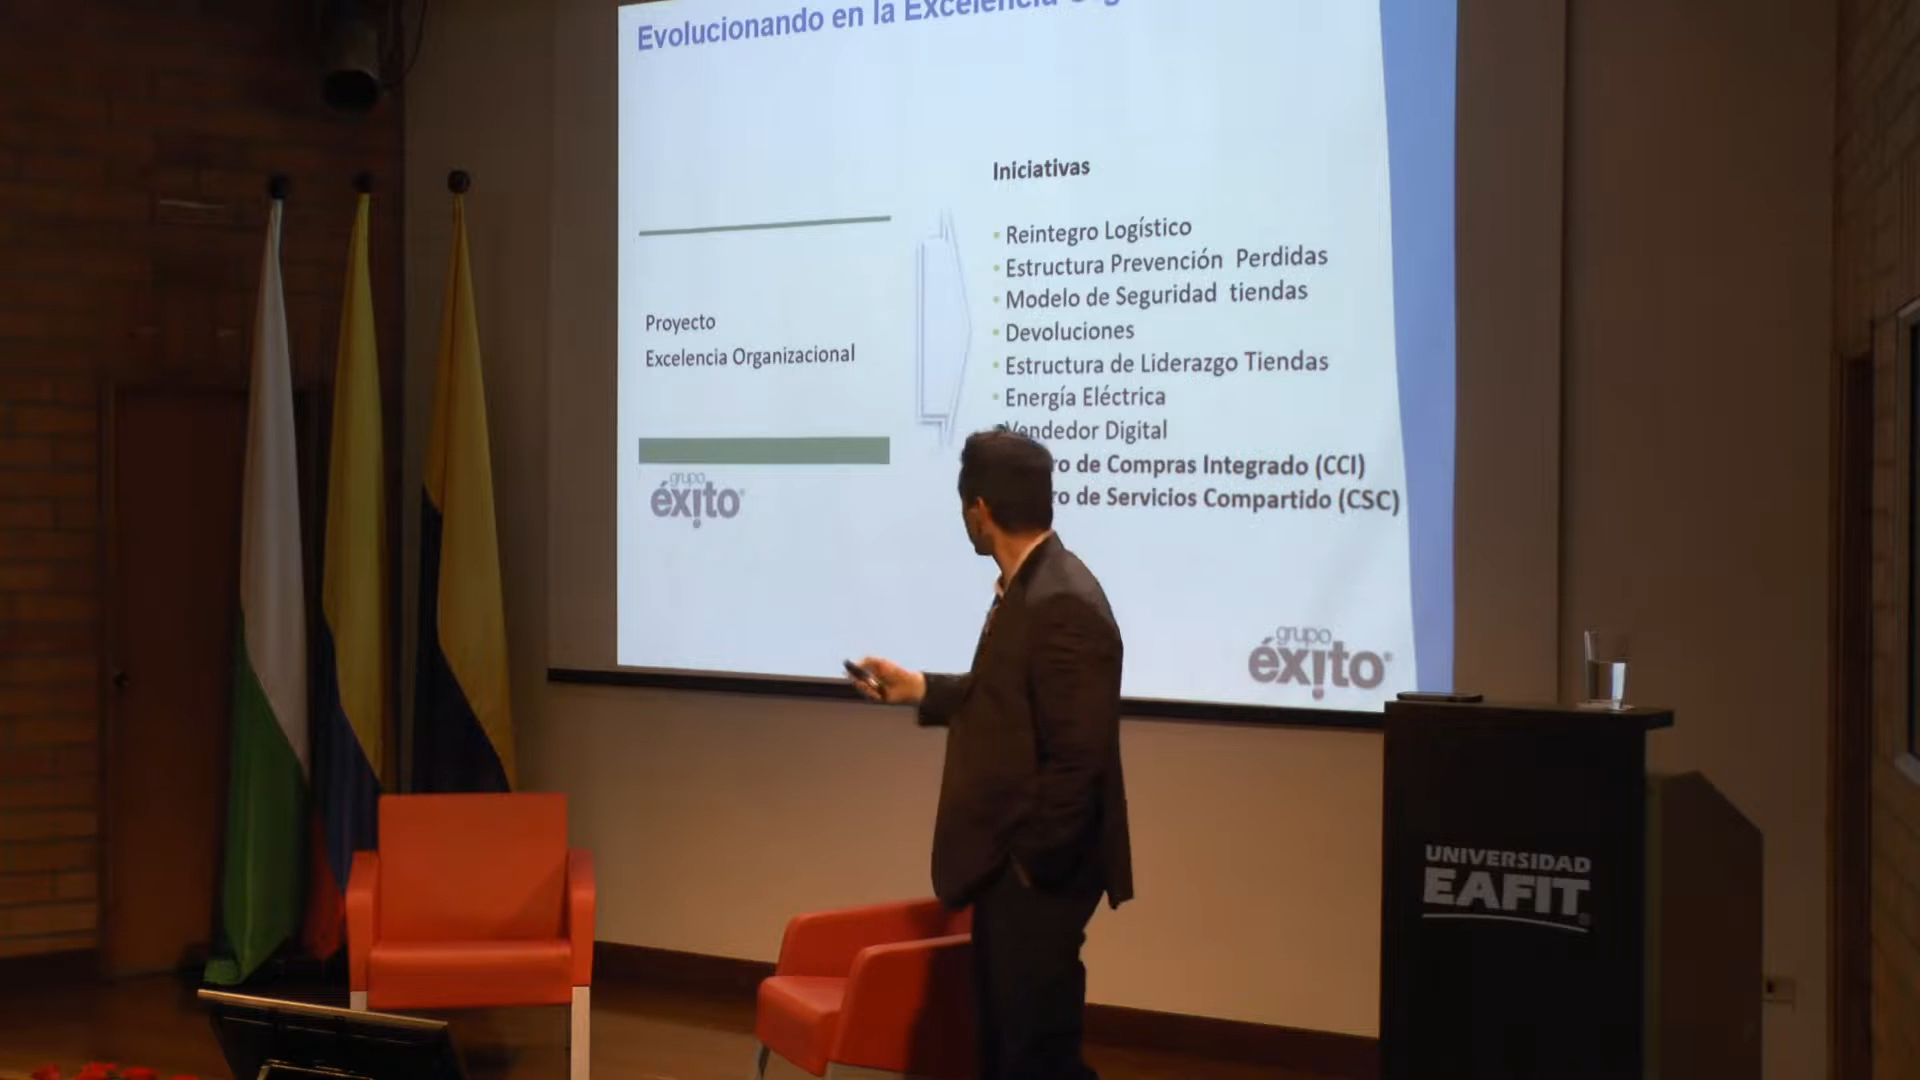 Evolucionando en la Excelencia
Iniciativas
• Reintegro Logístico
• Estructura Prevención Perdidas
• Modelo de Seguridad tiendas
• Devoluciones
• Estructura de Liderazgo Tiendas
• Energía Eléctrica
Vendedor Digital
de Compras Integrado (CCI)
de Servicios Compartido (CSC)
Proyecto
Excelencia Organizacional
grupo
éxito
grupo
éxito
UNIVERSIDAD
EAFIT